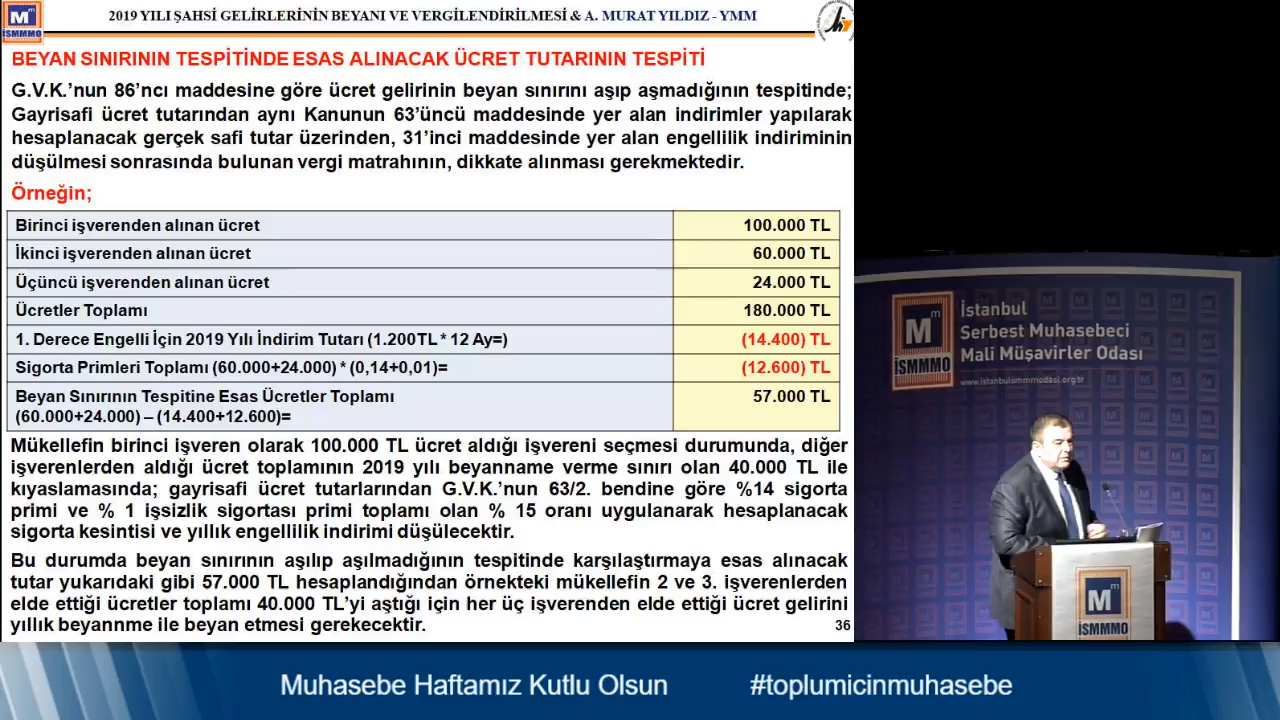 2019 YILI ŞAHSİ GELİRLERİNİN BEYANI VE VERGİLENDİRİLMESİ & A. MURAT YILDIZ - YMM
M
m
İSMMMO
BEYAN SINIRININ TESPİTİNDE ESAS ALINACAK ÜCRET TUTARININ TESPİTİ
G.V.K.’nun 86’ncı maddesine göre ücret gelirinin beyan sınırını aşıp aşmadığının tespitinde;
Gayrisafi ücret tutarından aynı Kanunun 63’üncü maddesinde yer alan indirimler yapılarak
hesaplanacak gerçek safi tutar üzerinden, 31’inci maddesinde yer alan engellilik indiriminin
düşülmesi sonrasında bulunan vergi matrahının, dikkate alınması gerekmektedir.
Örneğin;
Birinci işverenden alınan ücret 100.000 TL
İkinci işverenden alınan ücret 60.000 TL
Üçüncü işverenden alınan ücret 24.000 TL
Ücretler Toplamı 180.000 TL
1. Derece Engelli İçin 2019 Yılı İndirim Tutarı (1.200TL * 12 Ay=) (14.400) TL
Sigorta Primleri Toplamı (60.000+24.000) * (0,14+0,01)= (12.600) TL
Beyan Sınırının Tespitine Esas Ücretler Toplamı 57.000 TL
(60.000+24.000) – (14.400+12.600)=
Mükellefin birinci işveren olarak 100.000 TL ücret aldığı işvereni seçmesi durumunda, diğer
işverenlerden aldığı ücret toplamının 2019 yılı beyanname verme sınırı olan 40.000 TL ile
kıyaslamasında; gayrisafi ücret tutarlarından G.V.K.’nun 63/2. bendine göre %14 sigorta
primi ve % 1 işsizlik sigortası primi toplamı olan % 15 oranı uygulanarak hesaplanacak
sigorta kesintisi ve yıllık engellilik indirimi düşülecektir.
Bu durumda beyan sınırının aşılıp aşılmadığının tespitinde karşılaştırmaya esas alınacak
tutar yukarıdaki gibi 57.000 TL hesaplandığından örnekteki mükellefin 2 ve 3. işverenlerden
elde ettiği ücretler toplamı 40.000 TL’yi aştığı için her üç işverenden elde ettiği ücret gelirini
yıllık beyannme ile beyan etmesi gerekecektir.
36
M
m
İSMMMO
İstanbul
Serbest Muhasebeci
Mali Müşavirler Odası
www.istanbulsmmmodasi.org.tr
M
m
İSMMMO
Muhasebe Haftamız Kutlu Olsun #toplumicinmuhasebe